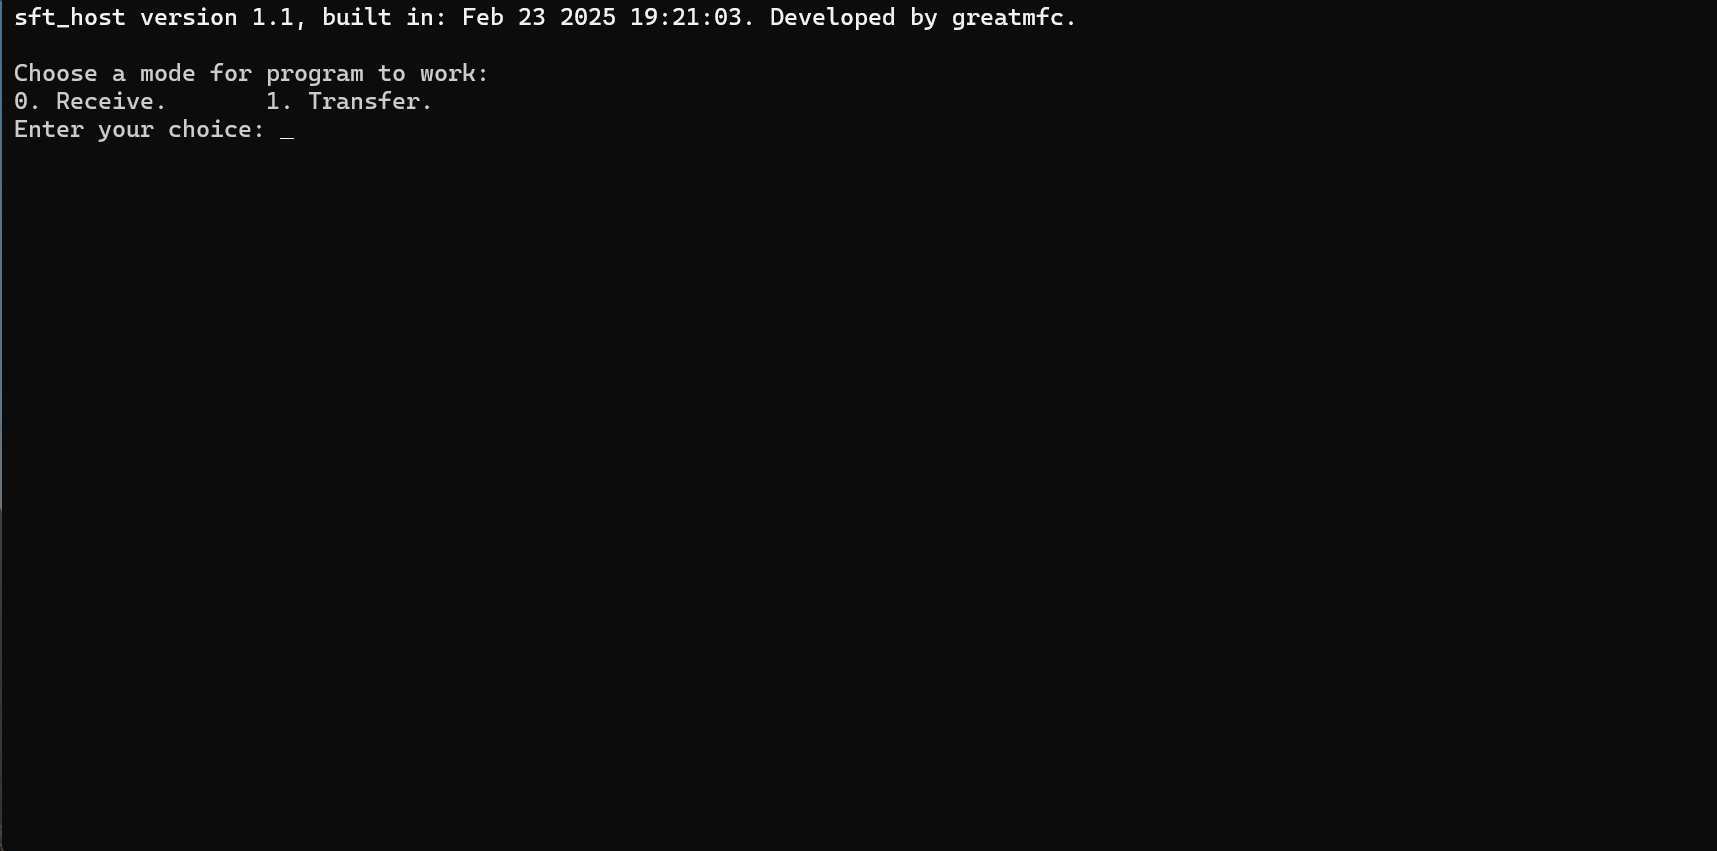 sft_host version 1.1, built in: Feb 23 2025 19:21:03. Developed by greatmfc.
Choose a mode for program to work:
0. Receive.       1. Transfer.
Enter your choice: _